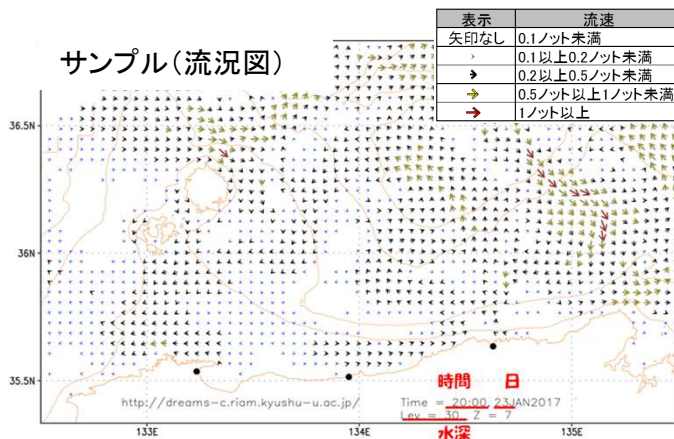 サンプル(流況図)
表示 流速
矢印なし 0.1ノット未満
0.1以上0.2ノット未満
0.2以上0.5ノット未満
0.5ノット以上1ノット未満
1ノット以上
36.5N
36N
35.5N
時間 日
http://dreams-c.riam.kyushu-u.ac.jp/ Time = 20:00, 23JAN2017
Lev = 30 Z = 7
133E 134E 135E
水深